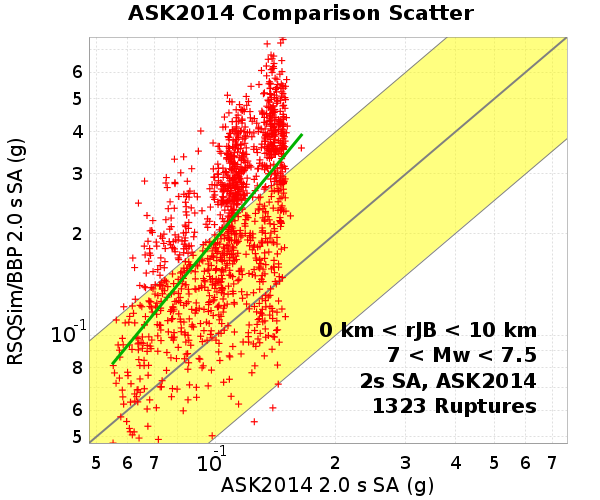 ASK2014 Comparison Scatter
RSQSim/BBP 2.0 s SA (g)
6
5
4
3
2
10-1
8
6
5
0 km < rJB < 10 km
7 < Mw < 7.5
2s SA, ASK2014
1323 Ruptures
5 6 7 10-1 2 3 4 5 6 7
ASK2014 2.0 s SA (g)